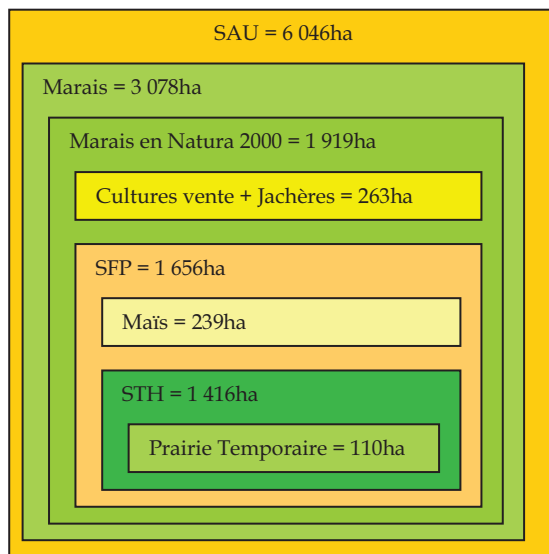 SAU = 6 046ha
Marais = 3 078ha
Marais en Natura 2000 = 1 919ha
Cultures vente + Jachères = 263ha
SFP = 1 656ha
Maïs = 239ha
STH = 1 416ha
Prairie Temporaire = 110ha